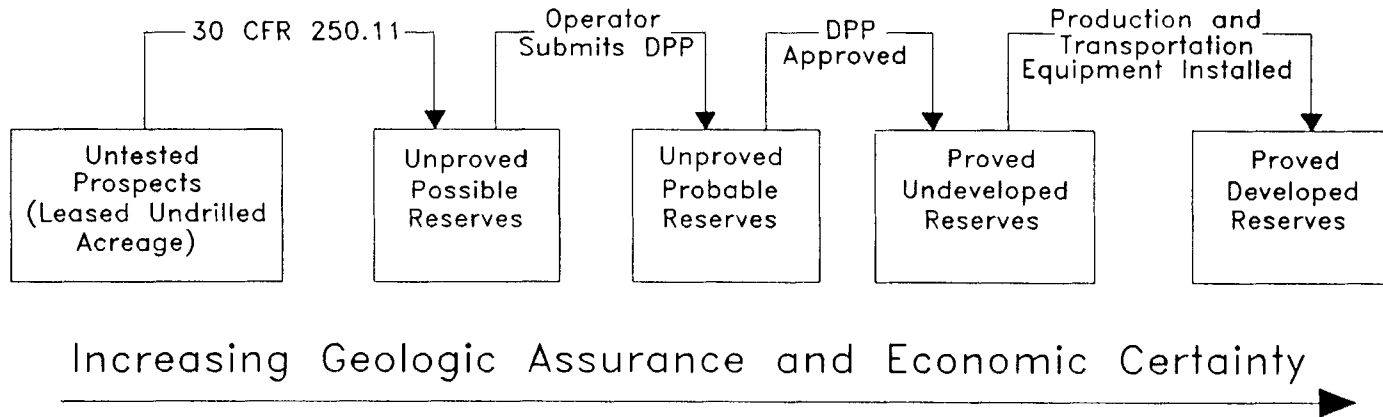 30 CFR 250.11
Operator
Submits DPP
DPP
Approved
Production and
Transportation
Equipment Installed
Untested
Prospects
(Leased Undrilled
Acreage)
Unproved
Possible
Reserves
Unproved
Probable
Reserves
Proved
Undeveloped
Reserves
Proved
Developed
Reserves
Increasing Geologic Assurance and Economic Certainty